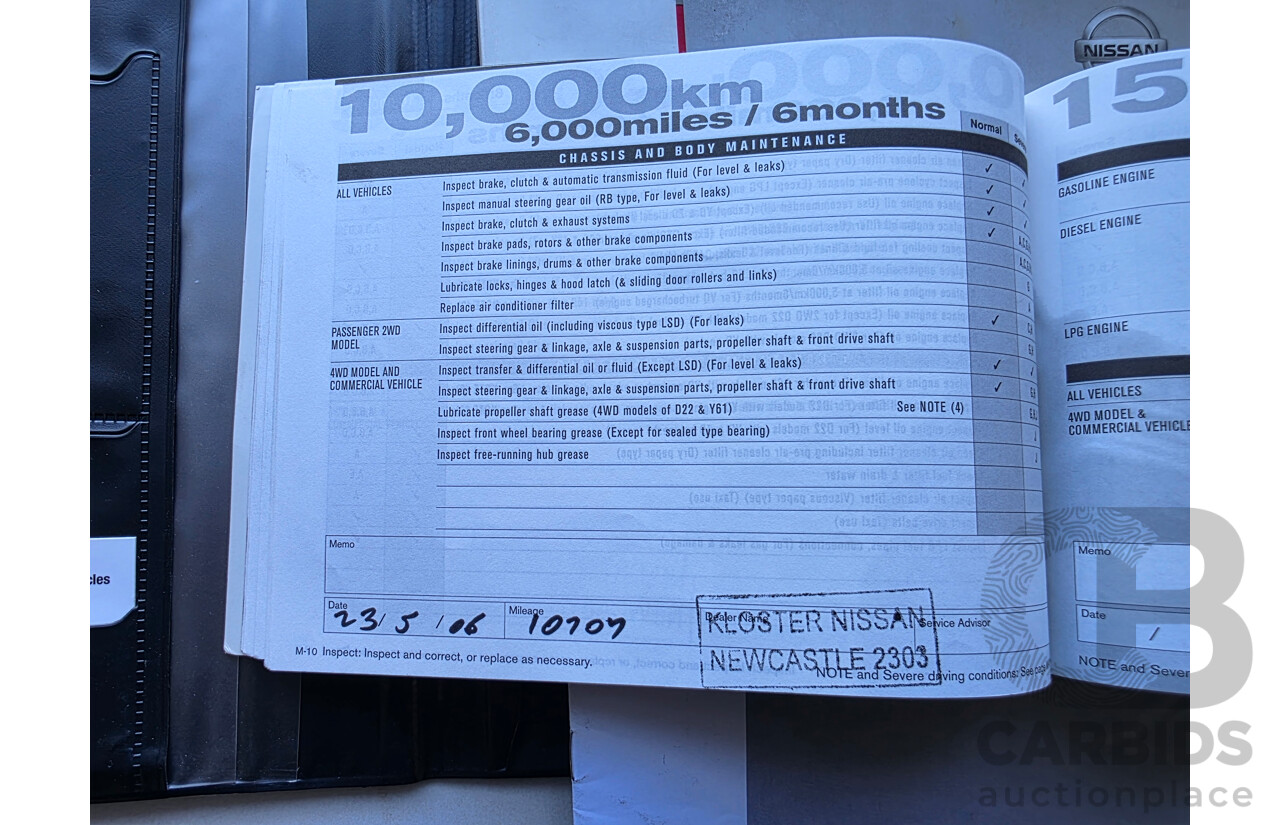 NISSAN
10,000km
6,000miles / 6months
CHASSIS AND BODY MAINTENANCE
Normal
ALL VEHICLES
Inspect brake, clutch & automatic transmission fluid (For level & leaks) ✓
Inspect manual steering gear oil (RB type, For level & leaks) ✓
Inspect brake, clutch & exhaust systems ✓
Inspect brake pads, rotors & other brake components ✓
Inspect brake linings, drums & other brake components
Lubricate locks, hinges & hood latch (& sliding door rollers and links)
Replace air conditioner filter
PASSENGER 2WD
MODEL
Inspect differential oil (including viscous type LSD) (For leaks) ✓
Inspect steering gear & linkage, axle & suspension parts, propeller shaft & front drive shaft
4WD MODEL AND
COMMERCIAL VEHICLE
Inspect transfer & differential oil or fluid (Except LSD) (For level & leaks) ✓
Inspect steering gear & linkage, axle & suspension parts, propeller shaft & front drive shaft ✓
Lubricate propeller shaft grease (4WD models of D22 & Y61) See NOTE (4)
Inspect front wheel bearing grease (Except for sealed type bearing)
Inspect free-running hub grease
Memo
Date
23/5/06
Mileage
10707
Dealer Name
KLOSTER NISSAN
NEWCASTLE 2303
Service Advisor
M-10 Inspect: Inspect and correct, or replace as necessary.
NOTE and Severe driving conditions: See
15
GASOLINE ENGINE
DIESEL ENGINE
LPG ENGINE
ALL VEHICLES
4WD MODEL &
COMMERCIAL VEHICLE
Memo
Date
/
NOTE and Sever
cles
B
CARBIDS
auctionplace